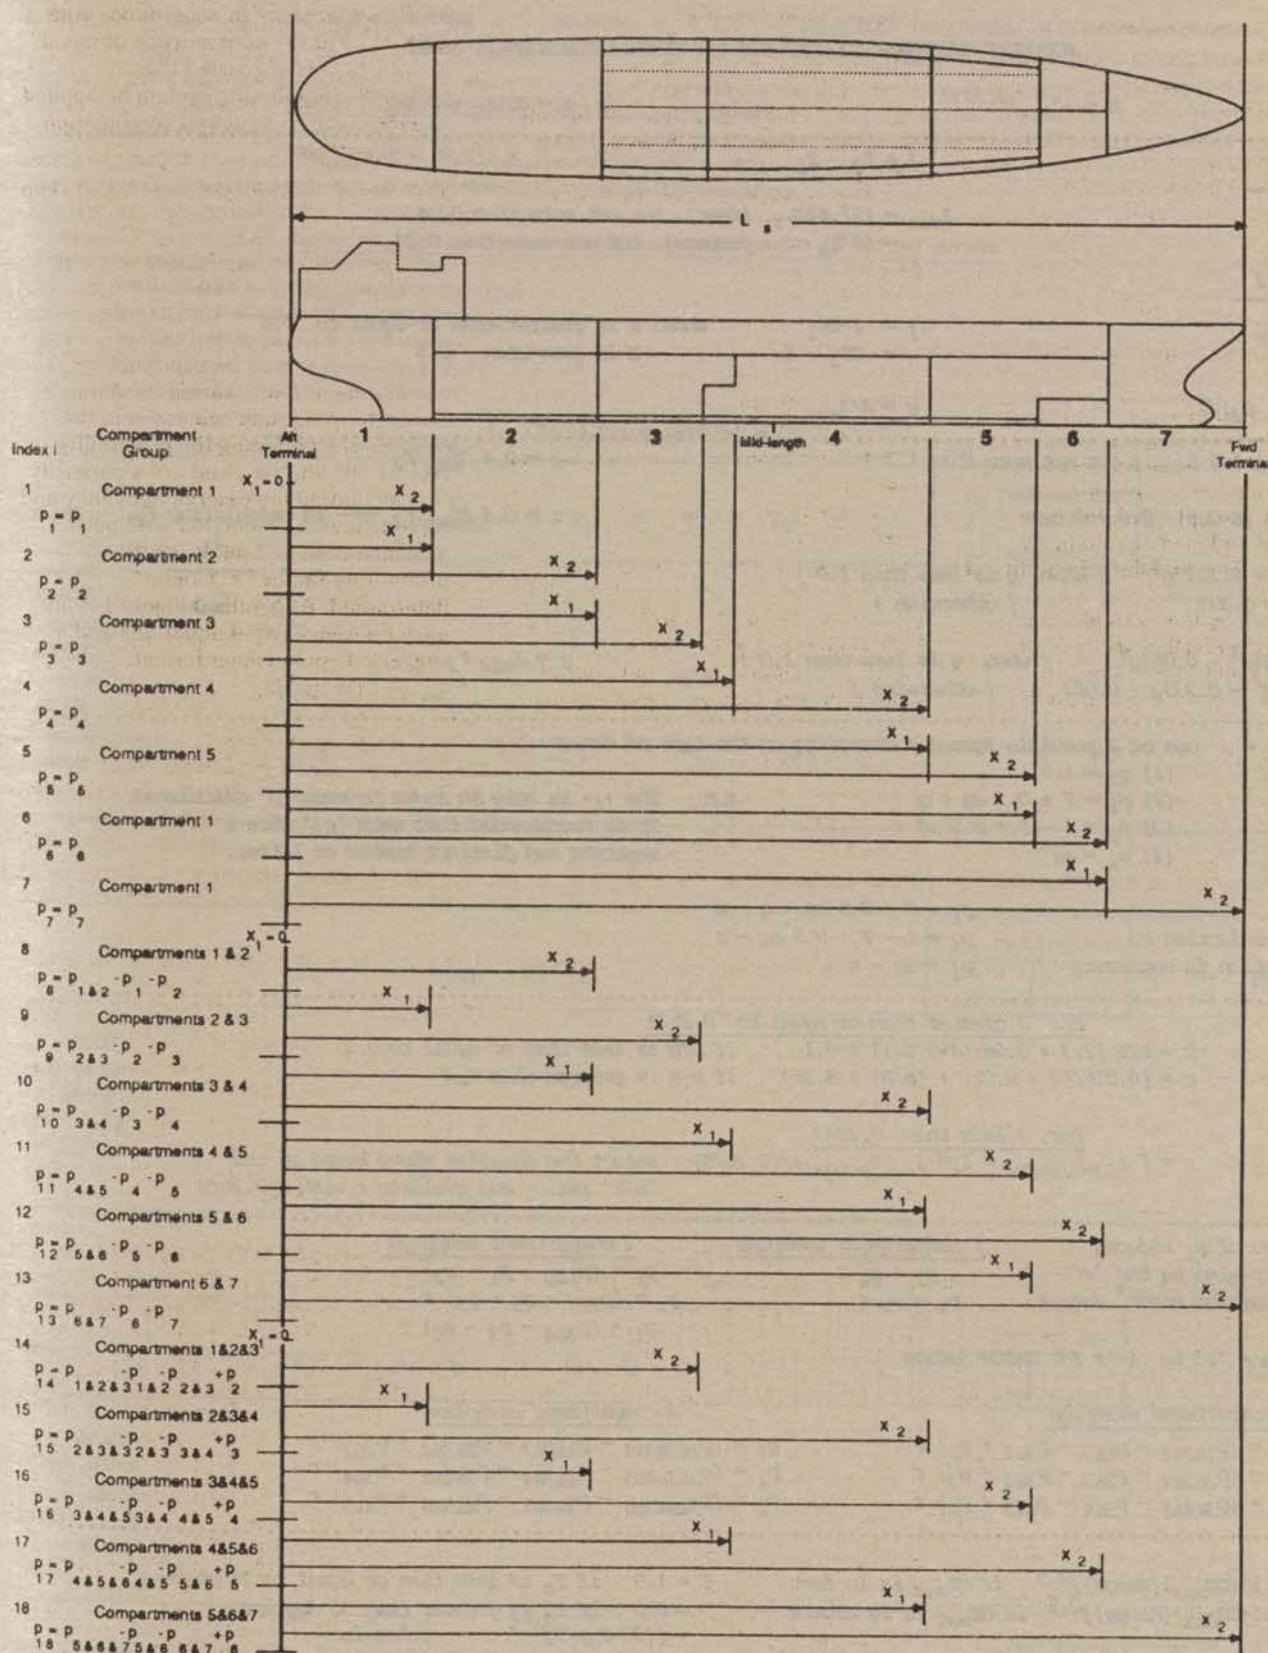 L s
1 2 3 Mid-length 4 5 6 7
Index i Compartment Group Aft Terminal Fwd Terminal
1 Compartment 1 X1=0 X2
p1=p1 X1
2 Compartment 2 X2
p2=p2 X1
3 Compartment 3 X2
p3=p3 X1
4 Compartment 4 X2
p4=p4
5 Compartment 5 X1
p5=p5 X2
6 Compartment 1 X1
p6=p6 X2
7 Compartment 1 X1
p7=p7 X2
X1=0
8 Compartments 1 & 2 X2
p8=p1&2-p1-p2 X1
9 Compartments 2 & 3 X2
p9=p2&3-p2-p3 X1
10 Compartments 3 & 4 X2
p10=p3&4-p3-p4 X1
11 Compartments 4 & 5 X2
p11=p4&5-p4-p5 X1
12 Compartments 5 & 6 X2
p12=p5&6-p5-p6 X1
13 Compartment 6 & 7 X2
p13=p6&7-p6-p7
X1=0
14 Compartments 1&2&3 X2
p14=p1&2&3-p1&2-p2&3+p2 X1
15 Compartments 2&3&4 X2
p15=p2&3&3-p2&3-p3&4+p3 X1
16 Compartments 3&4&5 X2
p16=p3&4&5-p3&4-p4&5+p4 X1
17 Compartments 4&5&6 X2
p17=p4&5&6-p4&5-p5&6+p5 X1
18 Compartments 5&6&7 X2
p18=p5&6&7-p5&6-p6&7+p6